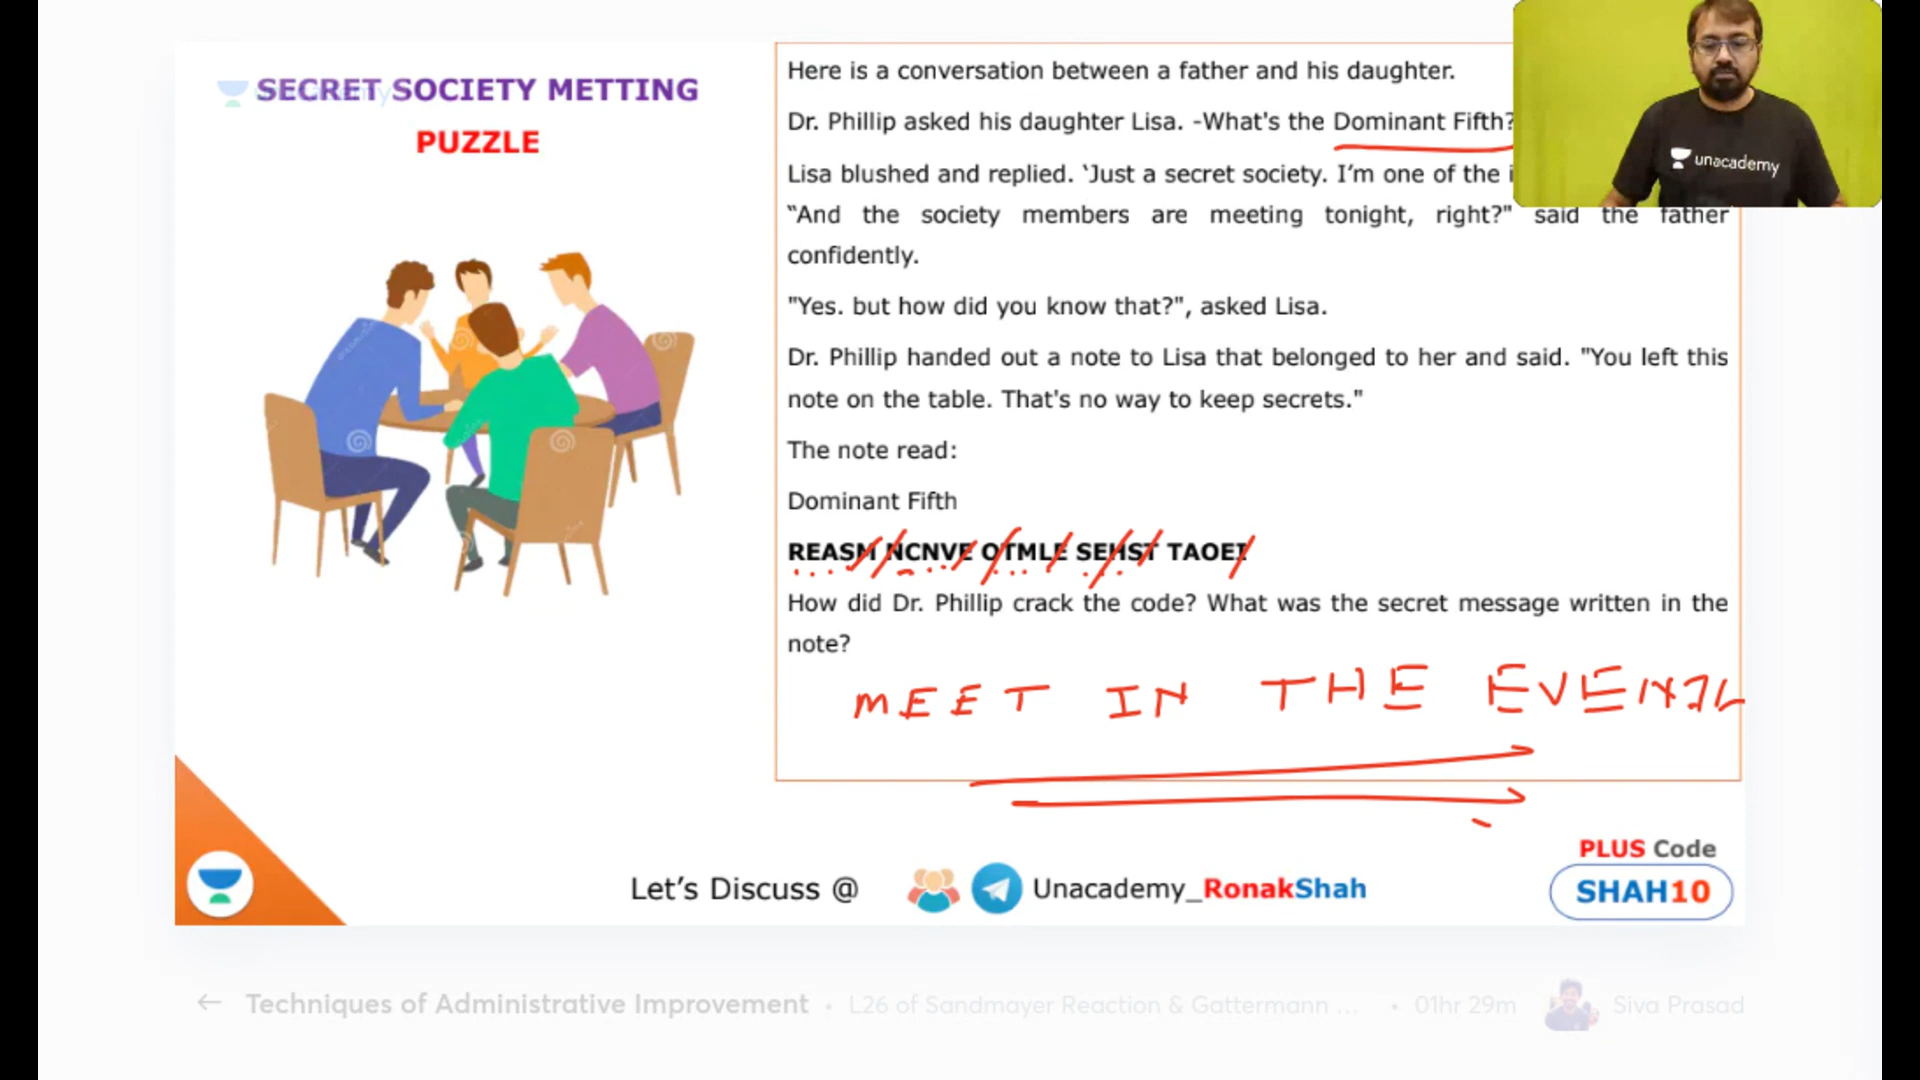 SECRET SOCIETY METTING
PUZZLE
Here is a conversation between a father and his daughter.
Dr. Phillip asked his daughter Lisa. -What's the Dominant Fifth?
Lisa blushed and replied. ‘Just a secret society. I'm one of the
“And the society members are meeting tonight, right?" said the father
confidently.
"Yes. but how did you know that?", asked Lisa.
Dr. Phillip handed out a note to Lisa that belonged to her and said. "You left this
note on the table. That's no way to keep secrets."
The note read:
Dominant Fifth
REASM NCNVE OTMLE SEHST TAOEI
How did Dr. Phillip crack the code? What was the secret message written in the
note?
MEET IN THE
unacademy
Let's Discuss @
Unacademy_RonakShah
PLUS Code
SHAH10
← Techniques of Administrative Improvement • L26 of Sandmayer Reaction & Gattermann ... • 01hr 29m
Siva Prasad